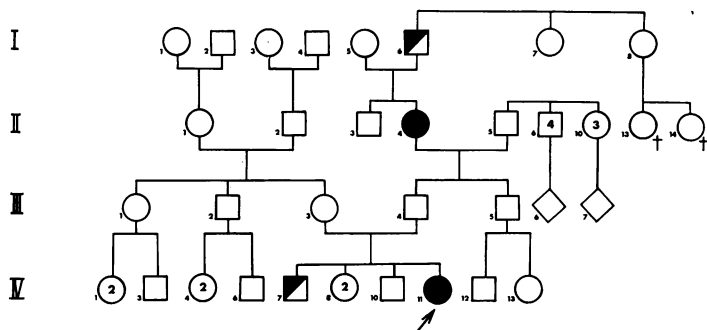 I
1 2 3 4 5 6 7 8
II
1 2 3 4 5 6 4 10 3 13 † 14 †
III
1 2 3 4 5 6 7
IV
1 2 3 4 2 6 7 8 2 10 11 12 13